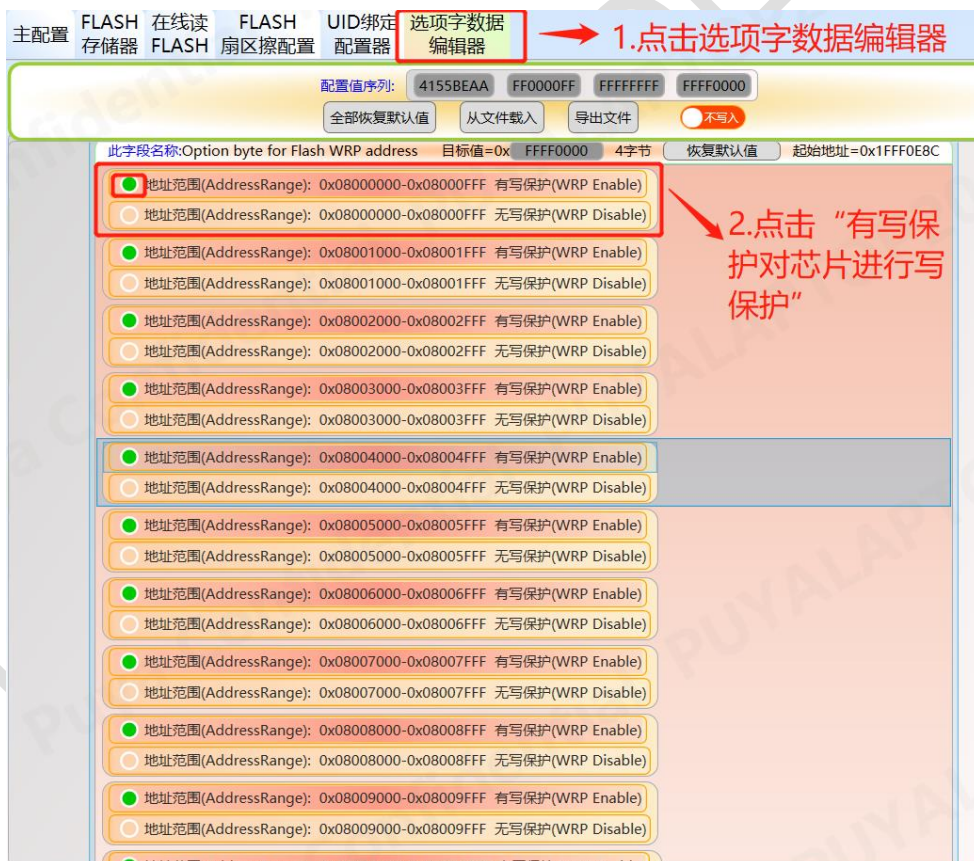 主配置 FLASH存储器 在线读FLASH FLASH扇区擦配置 UID绑定配置器 选项字数据编辑器 1.点击选项字数据编辑器
配置值序列: 4155BEAA FF0000FF FFFFFFFF FFFF0000
全部恢复默认值 从文件载入 导出文件 不写入
此字段名称:Option byte for Flash WRP address 目标值=0x FFFF0000 4字节 恢复默认值 起始地址=0x1FFF0E8C
地址范围(AddressRange): 0x08000000-0x08000FFF 有写保护(WRP Enable)
地址范围(AddressRange): 0x08000000-0x08000FFF 无写保护(WRP Disable)
2.点击“有写保
护对芯片进行写
保护”
地址范围(AddressRange): 0x08001000-0x08001FFF 有写保护(WRP Enable)
地址范围(AddressRange): 0x08001000-0x08001FFF 无写保护(WRP Disable)
地址范围(AddressRange): 0x08002000-0x08002FFF 有写保护(WRP Enable)
地址范围(AddressRange): 0x08002000-0x08002FFF 无写保护(WRP Disable)
地址范围(AddressRange): 0x08003000-0x08003FFF 有写保护(WRP Enable)
地址范围(AddressRange): 0x08003000-0x08003FFF 无写保护(WRP Disable)
地址范围(AddressRange): 0x08004000-0x08004FFF 有写保护(WRP Enable)
地址范围(AddressRange): 0x08004000-0x08004FFF 无写保护(WRP Disable)
地址范围(AddressRange): 0x08005000-0x08005FFF 有写保护(WRP Enable)
地址范围(AddressRange): 0x08005000-0x08005FFF 无写保护(WRP Disable)
地址范围(AddressRange): 0x08006000-0x08006FFF 有写保护(WRP Enable)
地址范围(AddressRange): 0x08006000-0x08006FFF 无写保护(WRP Disable)
地址范围(AddressRange): 0x08007000-0x08007FFF 有写保护(WRP Enable)
地址范围(AddressRange): 0x08007000-0x08007FFF 无写保护(WRP Disable)
地址范围(AddressRange): 0x08008000-0x08008FFF 有写保护(WRP Enable)
地址范围(AddressRange): 0x08008000-0x08008FFF 无写保护(WRP Disable)
地址范围(AddressRange): 0x08009000-0x08009FFF 有写保护(WRP Enable)
地址范围(AddressRange): 0x08009000-0x08009FFF 无写保护(WRP Disable)